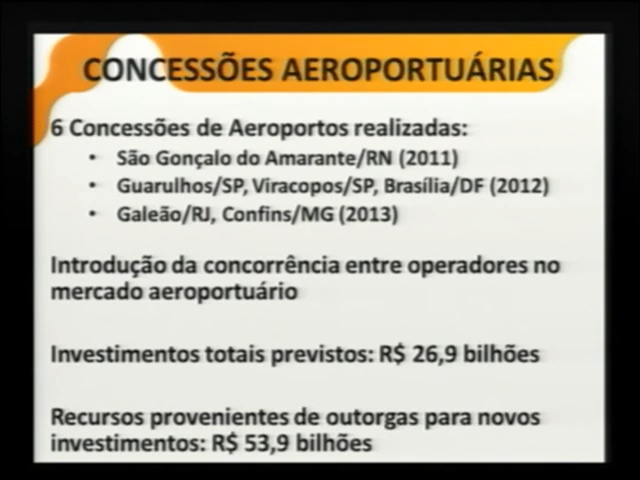 CONCESSÕES AEROPORTUÁRIAS
6 Concessões de Aeroportos realizadas:
• São Gonçalo do Amarante/RN (2011)
• Guarulhos/SP, Viracopos/SP, Brasília/DF (2012)
• Galeão/RJ, Confins/MG (2013)
Introdução da concorrência entre operadores no
mercado aeroportuário
Investimentos totais previstos: R$ 26,9 bilhões
Recursos provenientes de outorgas para novos
investimentos: R$ 53,9 bilhões